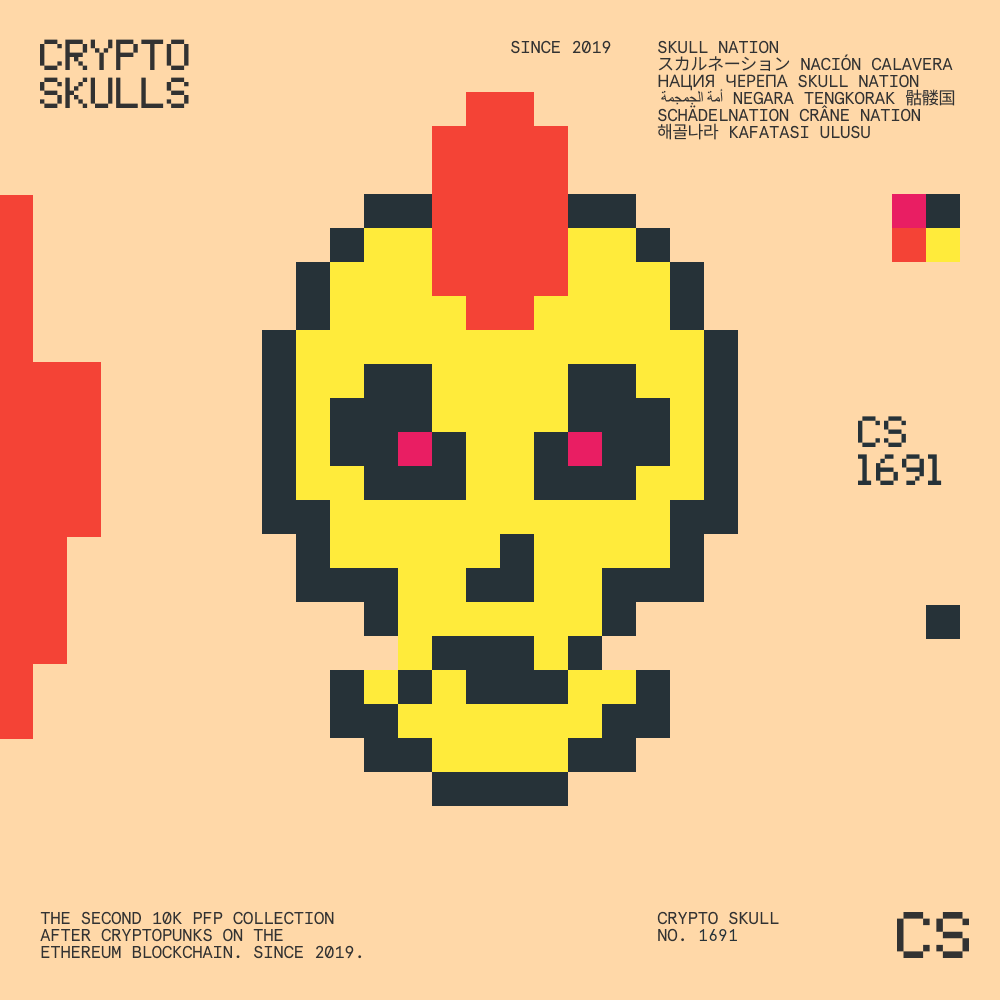 CRYPTO
SKULLS
SINCE 2019
SKULL NATION
スカルネーション NACIÓN CALAVERA
НАЦИЯ ЧЕРЕПА SKULL NATION
أمة الجمجمة NEGARA TENGKORAK 骷髅国
SCHÄDELNATION CRÂNE NATION
해골나라 KAFATASI ULUSU
CS
1691
THE SECOND 10K PFP COLLECTION
AFTER CRYPTOPUNKS ON THE
ETHEREUM BLOCKCHAIN. SINCE 2019.
CRYPTO SKULL
NO. 1691
CS